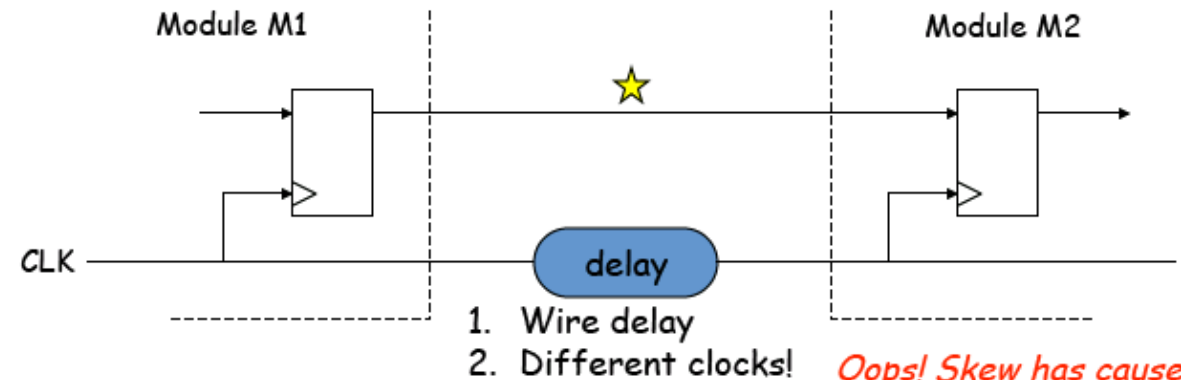 Module M1
Module M2
CLK
delay
1. Wire delay
2. Different clocks!
Oops! Skew has cause